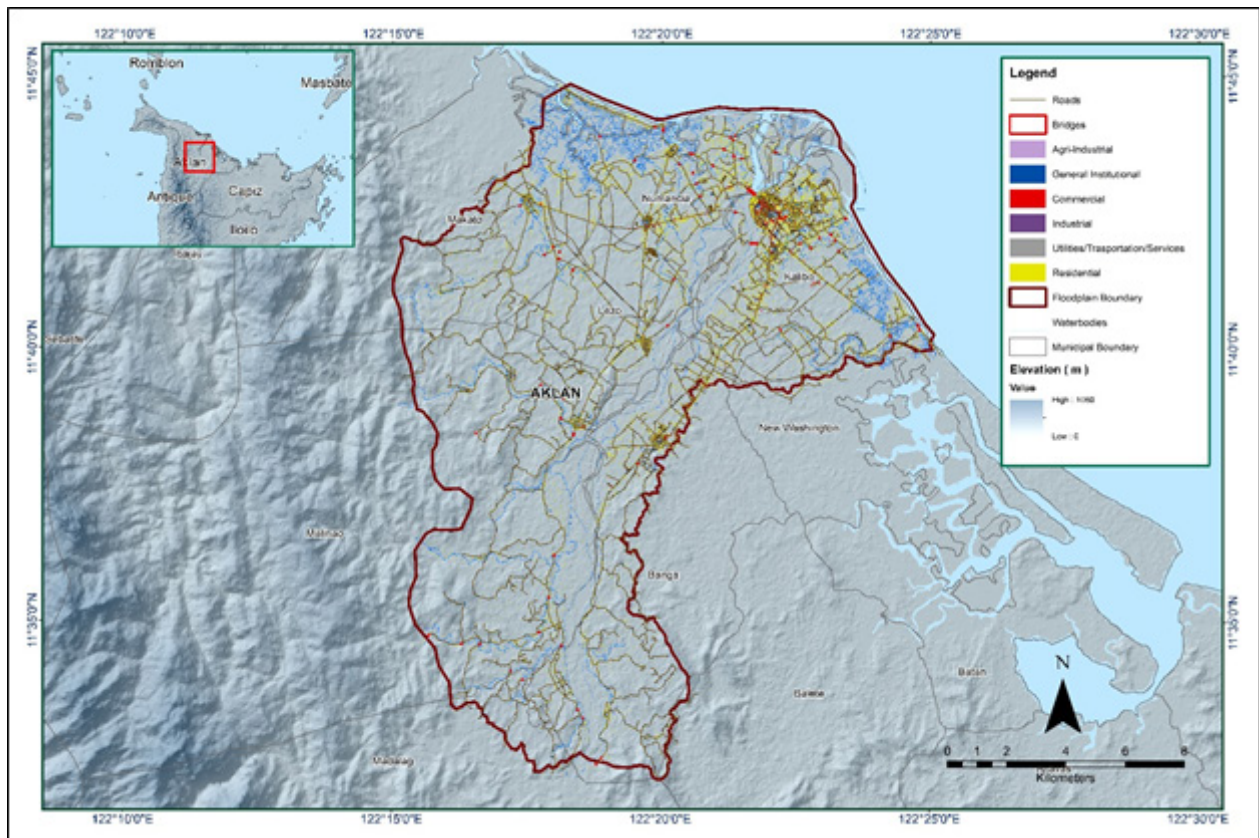 122°10'0"E
122°15'0"E
122°20'0"E
122°25'0"E
122°30'0"E
11°45'0"N
11°45'0"N
Romblon
Masbate
Aklan
Antique
Capiz
Iloilo
Legend
Roads
Bridges
Agri-Industrial
General Institutional
Commercial
Industrial
Utilities/Trasportation/Services
Residential
Floodplain Boundary
Waterbodies
Municipal Boundary
Elevation ( m )
Value
High :
Low : 0
Makato
Numancia
Kalibo
Lezo
11°40'0"N
11°40'0"N
AKLAN
New Washington
Malinao
Banga
11°35'0"N
11°35'0"N
Batan
N
Madalag
0 1 2 4 6 8
Kilometers
122°10'0"E
122°15'0"E
122°20'0"E
122°25'0"E
122°30'0"E